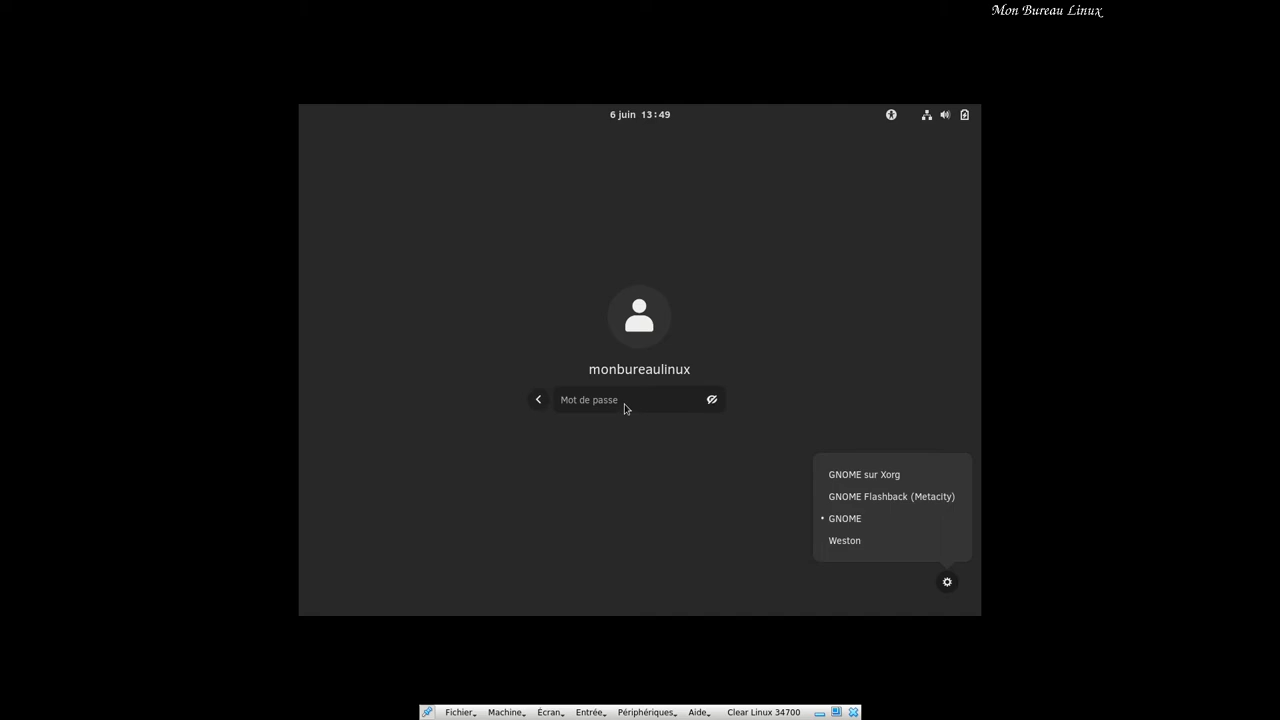 Mon Bureau Linux
6 juin 13:49
monbureaulinux
Mot de passe
GNOME sur Xorg
GNOME Flashback (Metacity)
GNOME
Weston
Fichier Machine Écran Entrée Périphériques Aide Clear Linux 34700